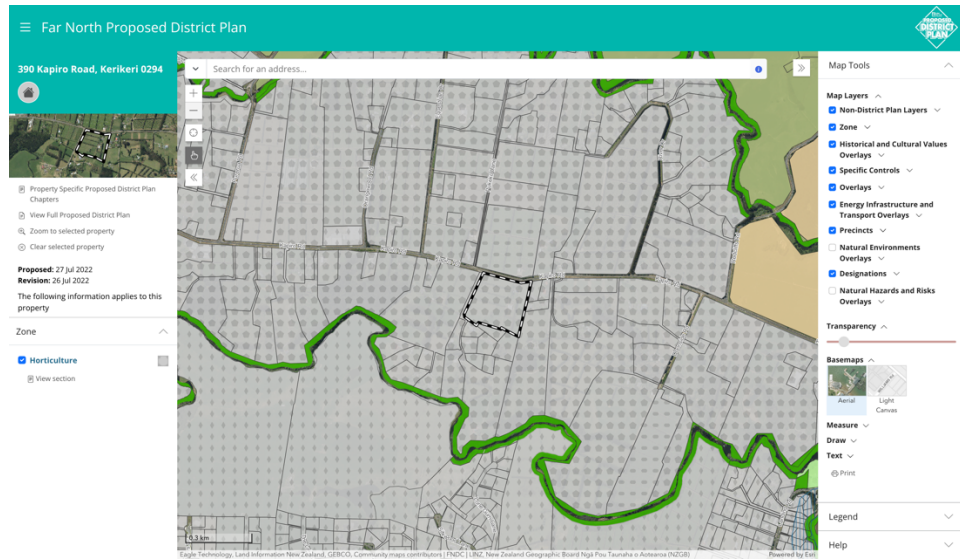 Far North Proposed District Plan
PROPOSED
DISTRICT
PLAN
390 Kapiro Road, Kerikeri 0294
Search for an address...
Property Specific Proposed District Plan
Chapters
View Full Proposed District Plan
Zoom to selected property
Clear selected property
Proposed: 27 Jul 2022
Revision: 26 Jul 2022
The following information applies to this
property
Zone
Horticulture
View section
0.3 km
Eagle Technology, Land Information New Zealand, GEBCO, Community maps contributors | FNDC | LINZ, New Zealand Geographic Board Ngā Pou Taunaha o Aotearoa (NZGB)
Powered by Esri
Map Tools
Map Layers
Non-District Plan Layers
Zone
Historical and Cultural Values
Overlays
Specific Controls
Overlays
Energy Infrastructure and
Transport Overlays
Precincts
Natural Environments
Overlays
Designations
Natural Hazards and Risks
Overlays
Transparency
Basemaps
Aerial
Light
Canvas
Measure
Draw
Text
Print
Legend
Help